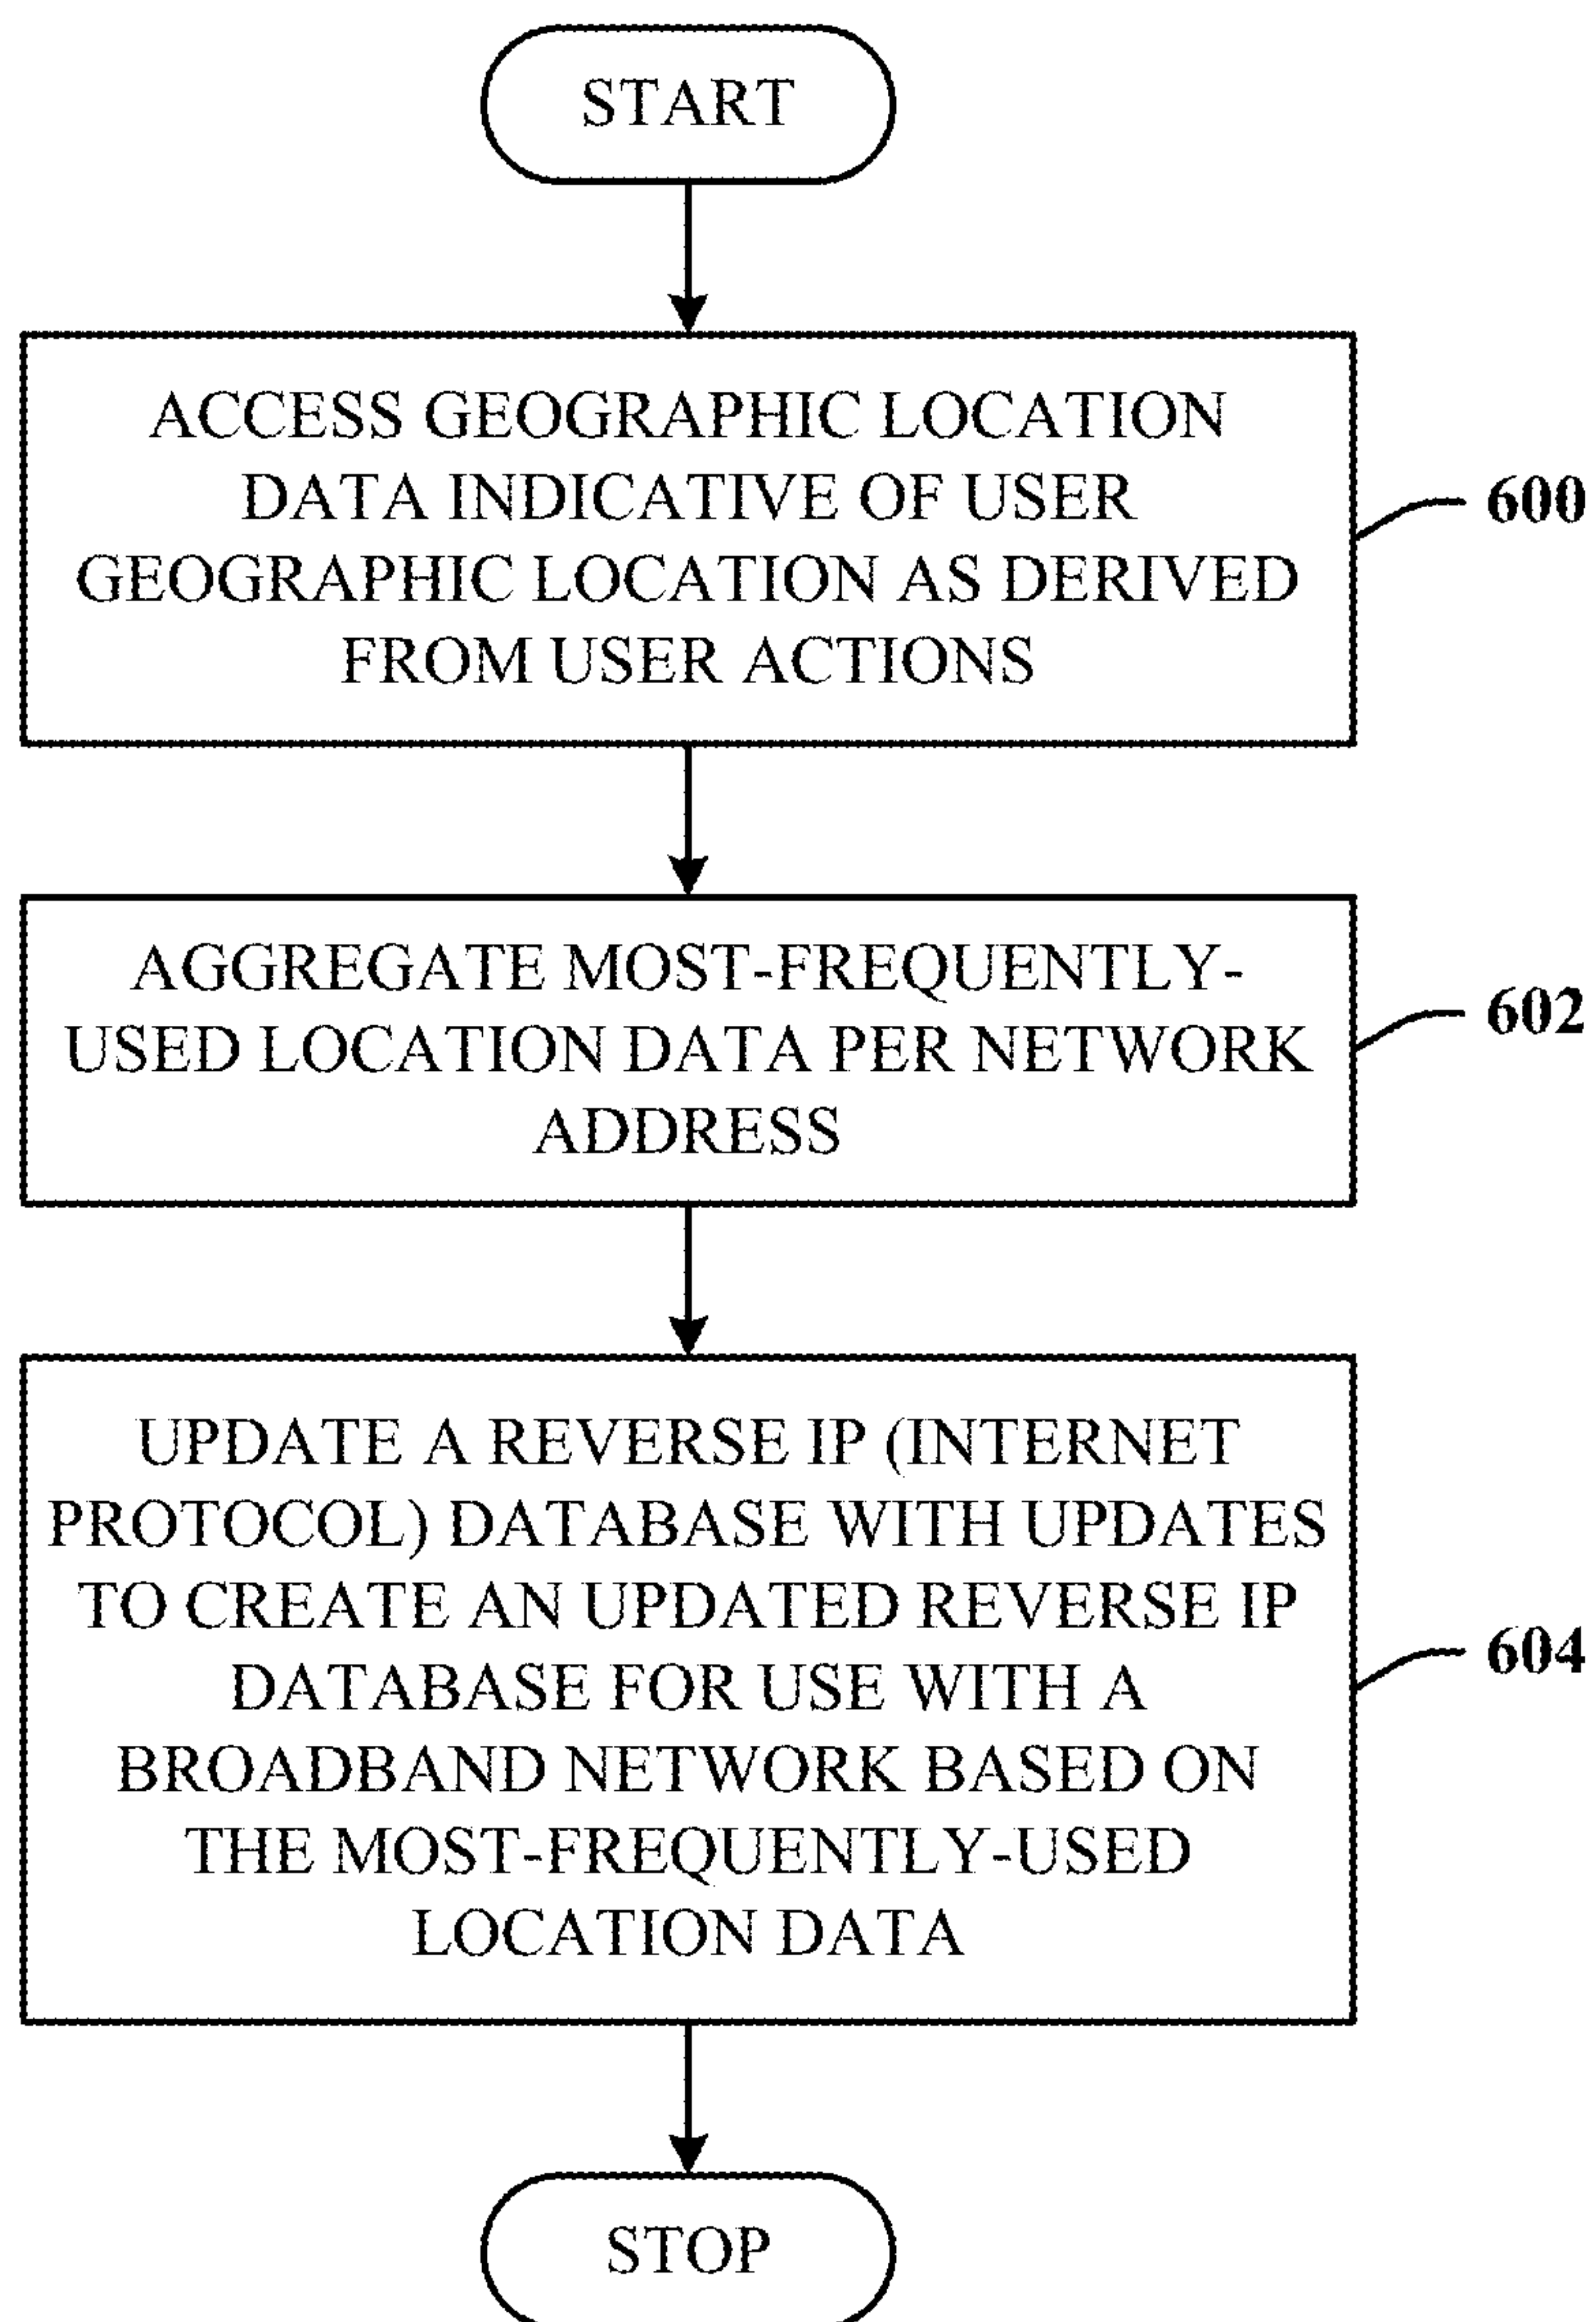 START
ACCESS GEOGRAPHIC LOCATION
DATA INDICATIVE OF USER
GEOGRAPHIC LOCATION AS DERIVED
FROM USER ACTIONS
600
AGGREGATE MOST-FREQUENTLY-
USED LOCATION DATA PER NETWORK
ADDRESS
602
UPDATE A REVERSE IP (INTERNET
PROTOCOL) DATABASE WITH UPDATES
TO CREATE AN UPDATED REVERSE IP
DATABASE FOR USE WITH A
BROADBAND NETWORK BASED ON
THE MOST-FREQUENTLY-USED
LOCATION DATA
604
STOP